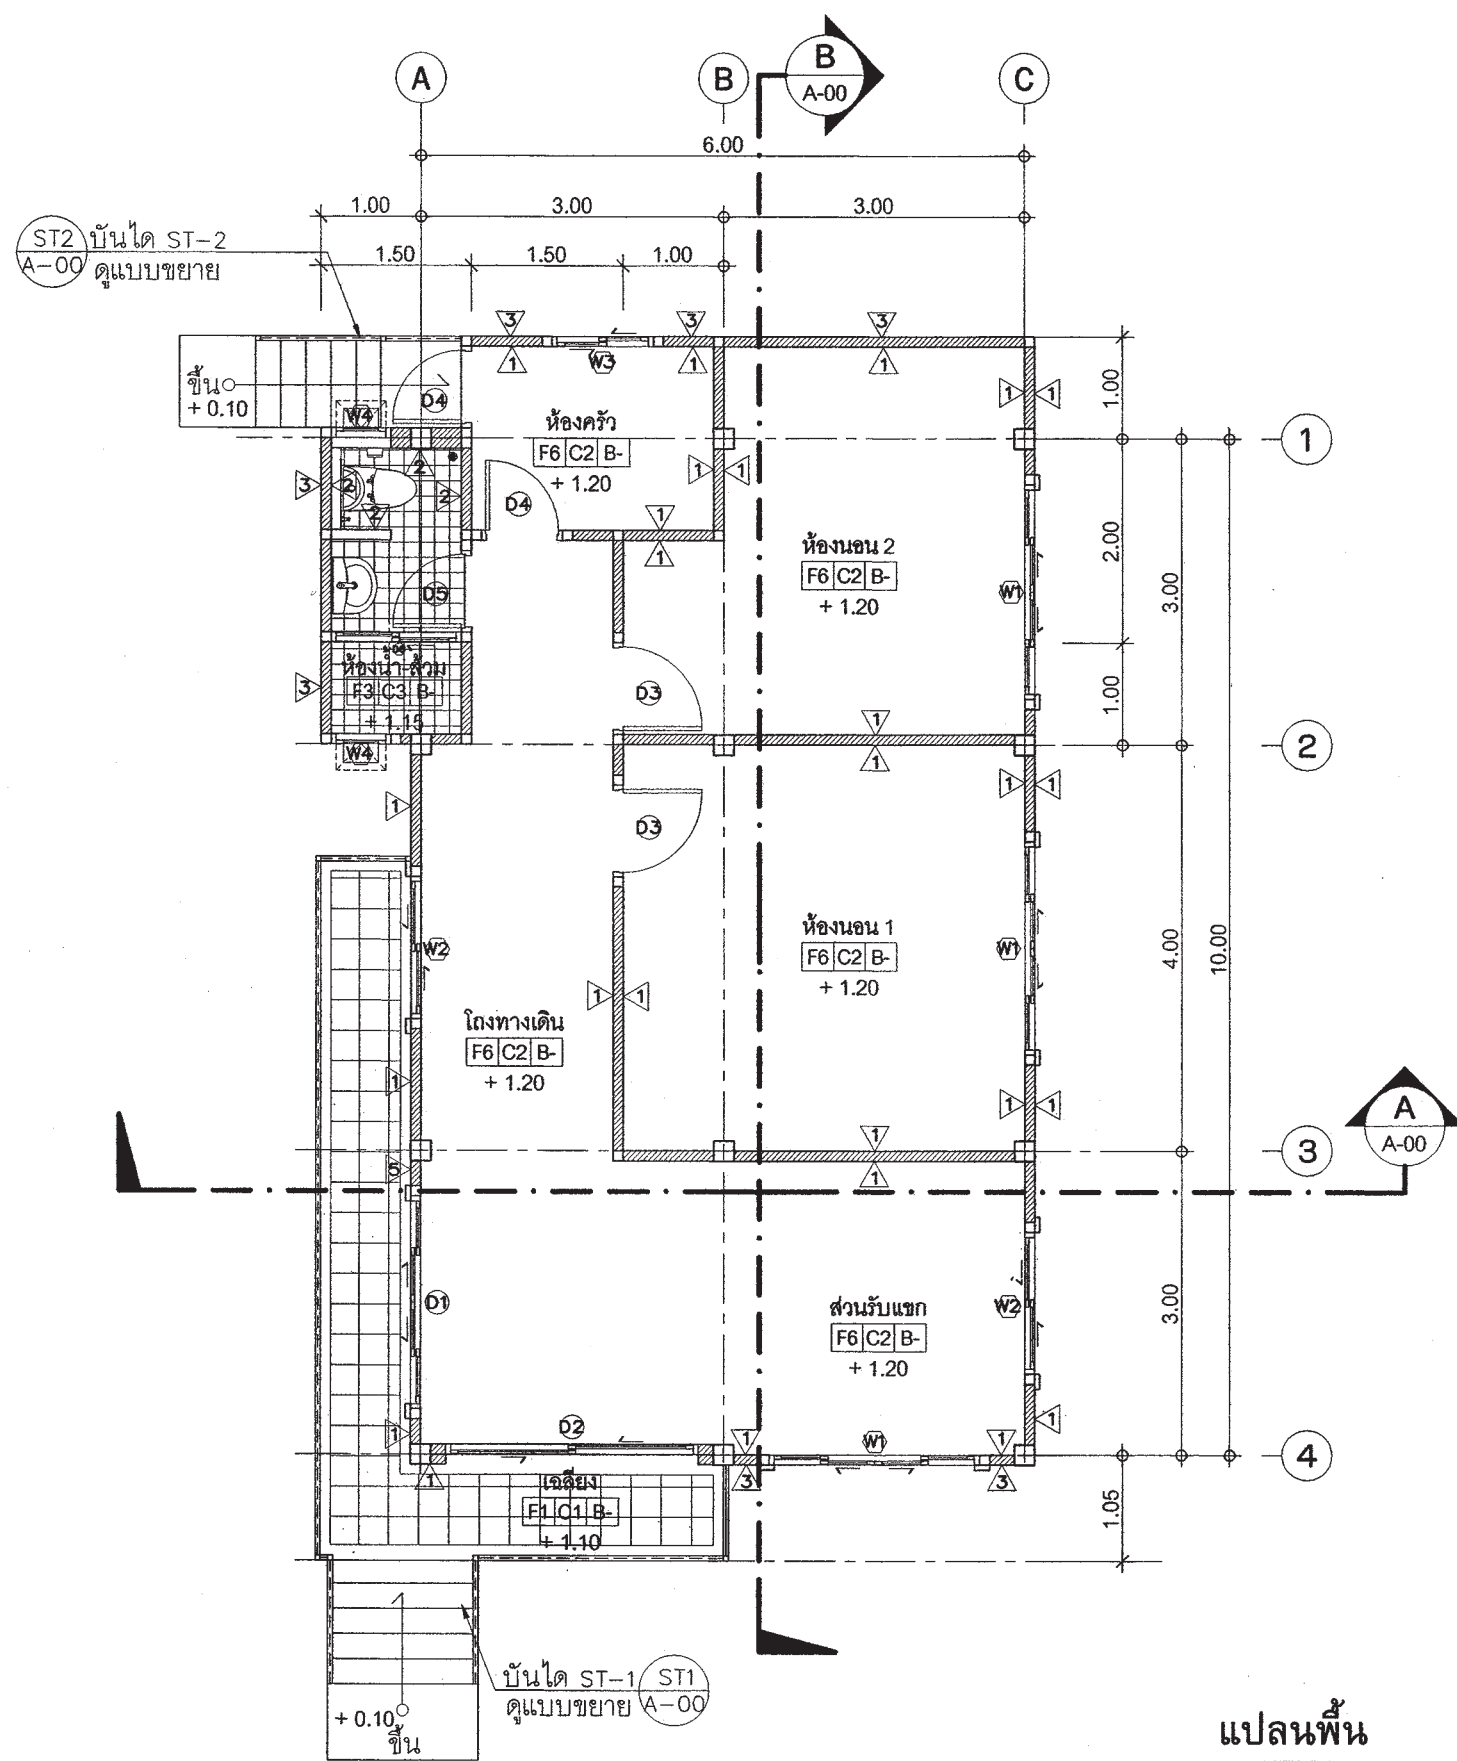 A
B
C
B
A-00
6.00
1.00
3.00
3.00
ST2
A-00
บันได ST-2
ดูแบบขยาย
1.50
1.50
1.00
3
3
3
1
1
1
W3
ขึ้น
+ 0.10
W4
D4
ห้องครัว
F6 C2 B-
+ 1.20
1
1
1.00
1
3
2
2
2
2
D4
1
1
1
1
ห้องนอน 2
F6 C2 B-
+ 1.20
W1
2.00
3.00
D5
ห้องน้ำ-ส้วม
F3 C3 B-
+ 1.15
3
D3
1.00
W4
1
1
2
1
D3
1
1
ห้องนอน 1
F6 C2 B-
+ 1.20
W2
W1
4.00
10.00
1
1
โถงทางเดิน
F6 C2 B-
+ 1.20
1
1
1
A
A-00
1
1
3
5
D1
ส่วนรับแขก
F6 C2 B-
+ 1.20
W2
3.00
1
D2
1
W1
1
1
4
1
3
3
เฉลียง
F1 C1 B-
+ 1.10
1.05
บันได ST-1
ดูแบบขยาย
ST1
A-00
+ 0.10
ขึ้น
แปลนพื้น